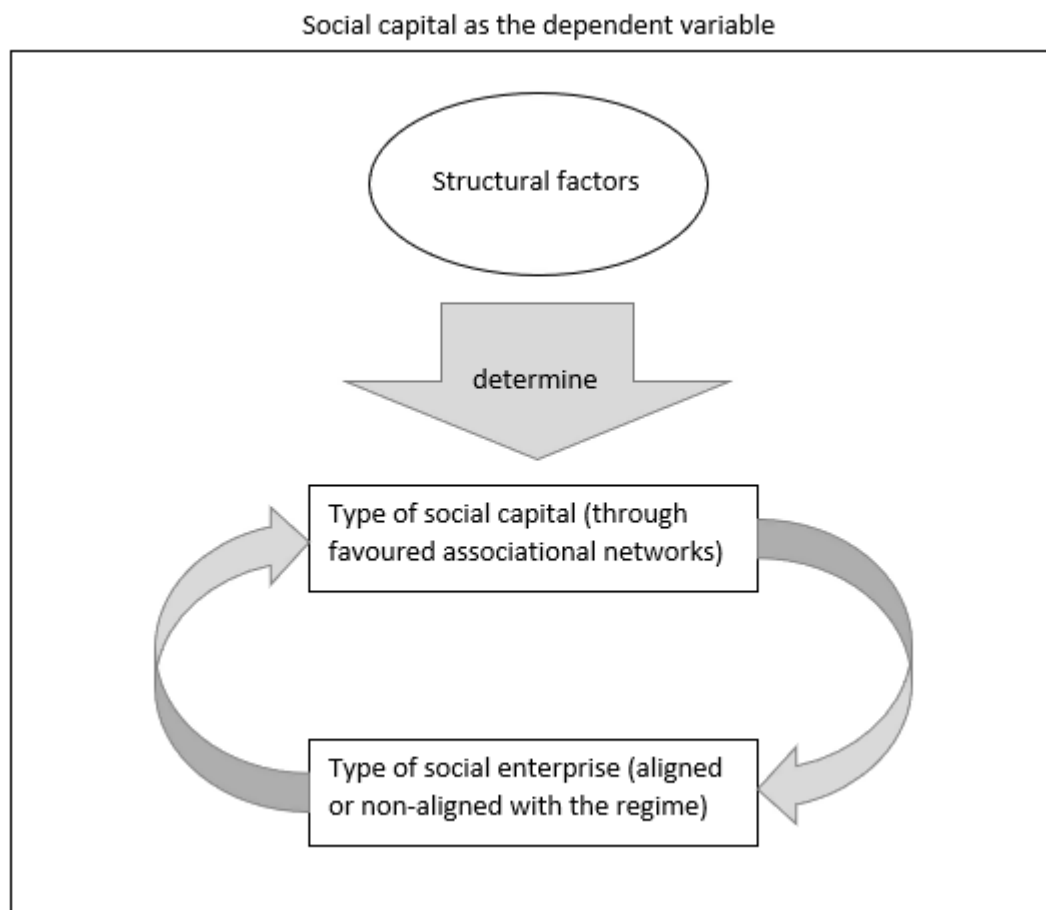 Social capital as the dependent variable
Structural factors
determine
Type of social capital (through
favoured associational networks)
Type of social enterprise (aligned
or non-aligned with the regime)